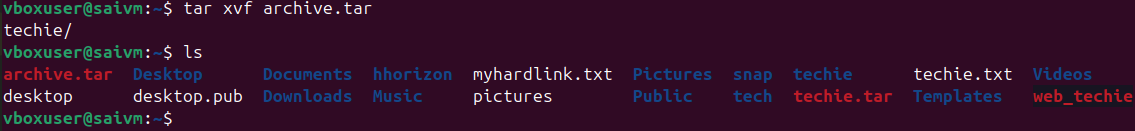 vboxuser@saivm:~$ tar xvf archive.tar
techie/
vboxuser@saivm:~$ ls
archive.tar Desktop Documents hhorizon myhardlink.txt Pictures snap techie techie.txt Videos
desktop desktop.pub Downloads Music pictures Public tech techie.tar Templates web_techie
vboxuser@saivm:~$